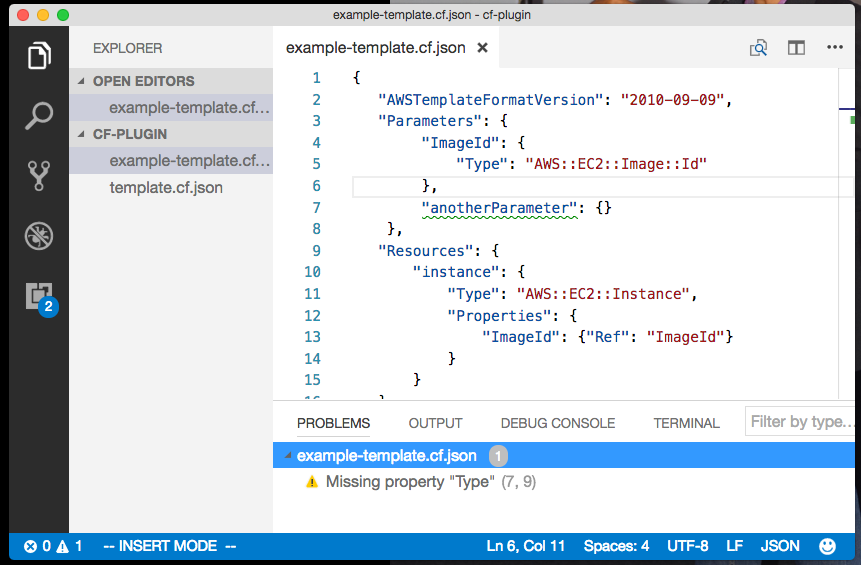 example-template.cf.json - cf-plugin
EXPLORER
OPEN EDITORS
example-template.cf...
CF-PLUGIN
example-template.cf...
template.cf.json
2
example-template.cf.json ×
1 {
2 "AWSTemplateFormatVersion": "2010-09-09",
3 "Parameters": {
4 "ImageId": {
5 "Type": "AWS::EC2::Image::Id"
6 },
7 "anotherParameter": {}
8 },
9 "Resources": {
10 "instance": {
11 "Type": "AWS::EC2::Instance",
12 "Properties": {
13 "ImageId": {"Ref": "ImageId"}
14 }
15 }
PROBLEMS OUTPUT DEBUG CONSOLE TERMINAL Filter by type...
example-template.cf.json 1
Missing property "Type" (7, 9)
0 1 -- INSERT MODE -- Ln 6, Col 11 Spaces: 4 UTF-8 LF JSON